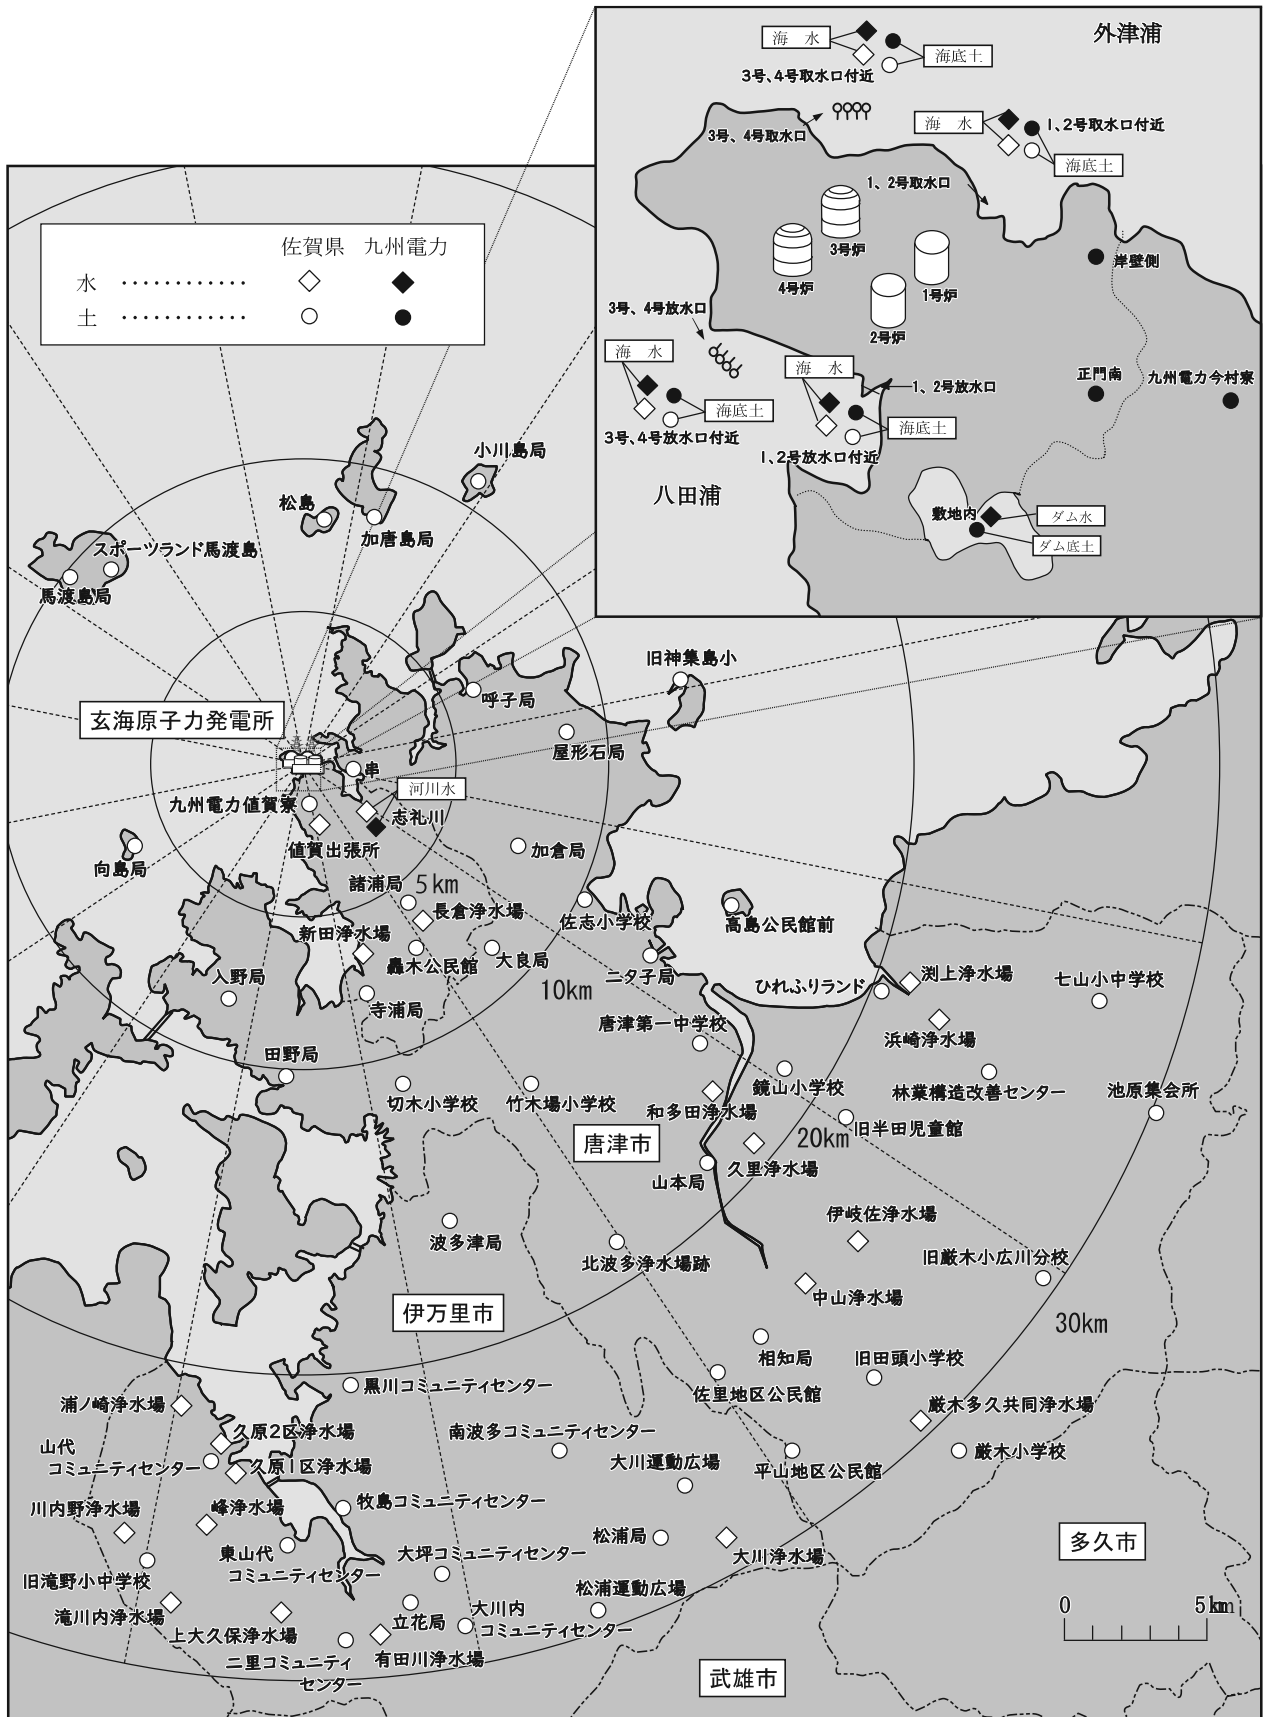 外津浦
海　水
海底土
3号、4号取水口付近
3号、4号取水口
海　水
1、2号取水口付近
海底土
1、2号取水口
3号炉
4号炉
1号炉
2号炉
岸壁側
3号、4号放水口
海　水
海底土
3号、4号放水口付近
海　水
1、2号放水口
海底土
1、2号放水口付近
正門南
九州電力今村寮
八田浦
敷地内
ダム水
ダム底土
佐賀県　九州電力
水 ············
土 ············
小川島局
松島
加唐島局
スポーツランド馬渡島
馬渡島局
旧神集島小
呼子局
玄海原子力発電所
屋形石局
串
河川水
九州電力値賀寮
志礼川
値賀出張所
加倉局
向島局
諸浦局
5km
長倉浄水場
佐志小学校
高島公民館前
新田浄水場
轟木公民館
大良局
二タ子局
入野局
10km
寺浦局
ひれふりランド
渕上浄水場
七山小中学校
唐津第一中学校
浜崎浄水場
田野局
切木小学校
竹木場小学校
鏡山小学校
林業構造改善センター
池原集会所
和多田浄水場
唐津市
20km
旧半田児童館
久里浄水場
山本局
波多津局
伊岐佐浄水場
北波多浄水場跡
旧厳木小広川分校
中山浄水場
伊万里市
30km
相知局
旧田頭小学校
黒川コミュニティセンター
佐里地区公民館
浦ノ崎浄水場
厳木多久共同浄水場
久原2区浄水場
南波多コミュニティセンター
山代
コミュニティセンター
久原1区浄水場
大川運動広場
平山地区公民館
厳木小学校
川内野浄水場
峰浄水場
牧島コミュニティセンター
松浦局
大川浄水場
多久市
東山代
コミュニティセンター
大坪コミュニティセンター
旧滝野小中学校
滝川内浄水場
松浦運動広場
立花局
大川内
コミュニティセンター
上大久保浄水場
有田川浄水場
二里コミュニティ
センター
武雄市
0
5km